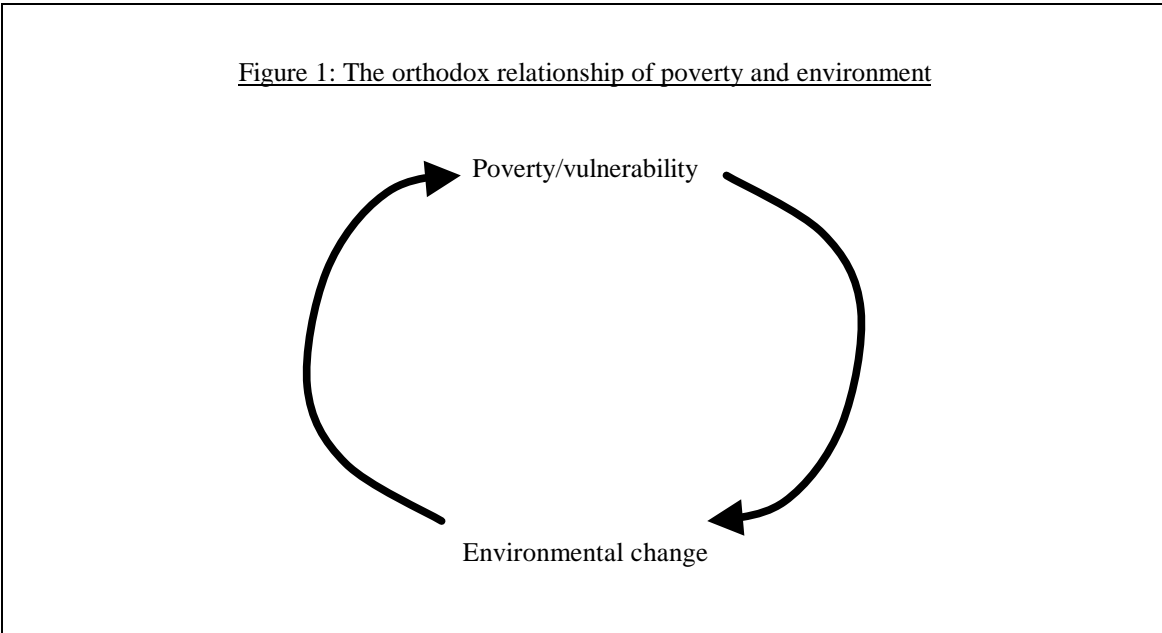 Figure 1: The orthodox relationship of poverty and environment
Poverty/vulnerability
Environmental change